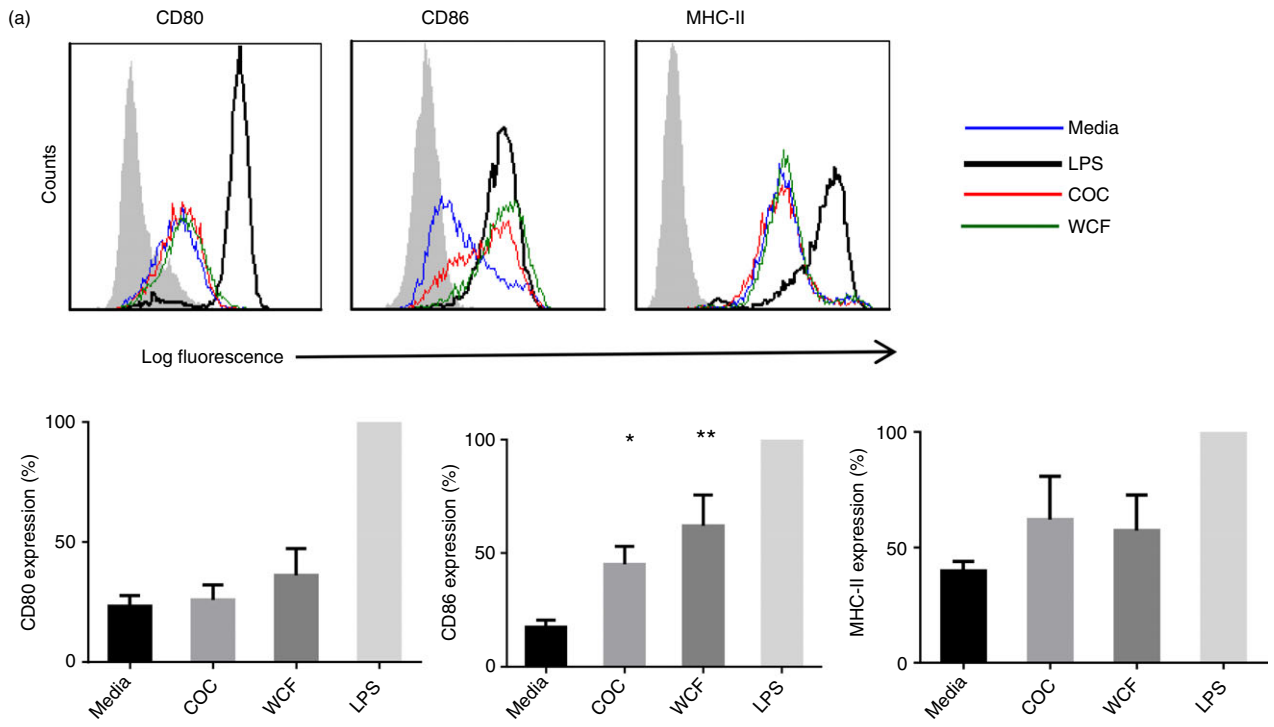 (a)
CD80
CD86
MHC-II
Counts
Media
LPS
COC
WCF
Log fluorescence
CD80 expression (%)
100
50
0
Media
COC
WCF
LPS
CD86 expression (%)
100
50
0
*
**
Media
COC
WCF
LPS
MHC-II expression (%)
100
50
0
Media
COC
WCF
LPS